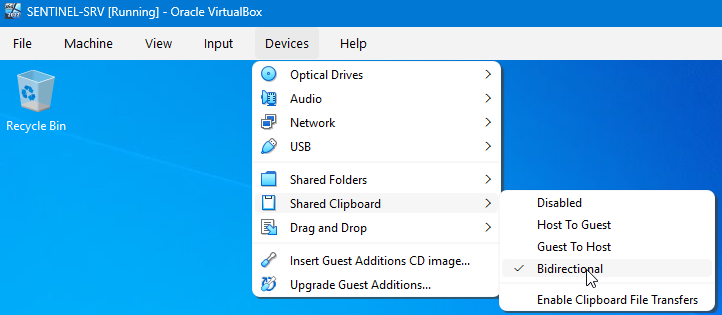 SENTINEL-SRV [Running] - Oracle VirtualBox
File Machine View Input Devices Help
Recycle Bin
Optical Drives
Audio
Network
USB
Shared Folders
Shared Clipboard
Drag and Drop
Insert Guest Additions CD image...
Upgrade Guest Additions...
Disabled
Host To Guest
Guest To Host
Bidirectional
Enable Clipboard File Transfers